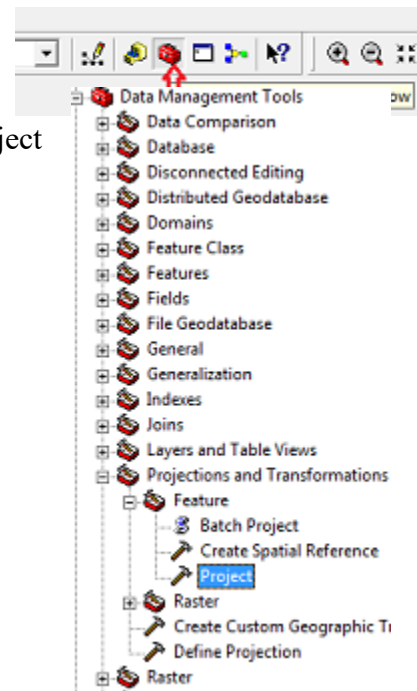 Data Management Tools
ow
Data Comparison
ject
Database
Disconnected Editing
Distributed Geodatabase
Domains
Feature Class
Features
Fields
File Geodatabase
General
Generalization
Indexes
Joins
Layers and Table Views
Projections and Transformations
Feature
Batch Project
Create Spatial Reference
Project
Raster
Create Custom Geographic Tr
Define Projection
Raster